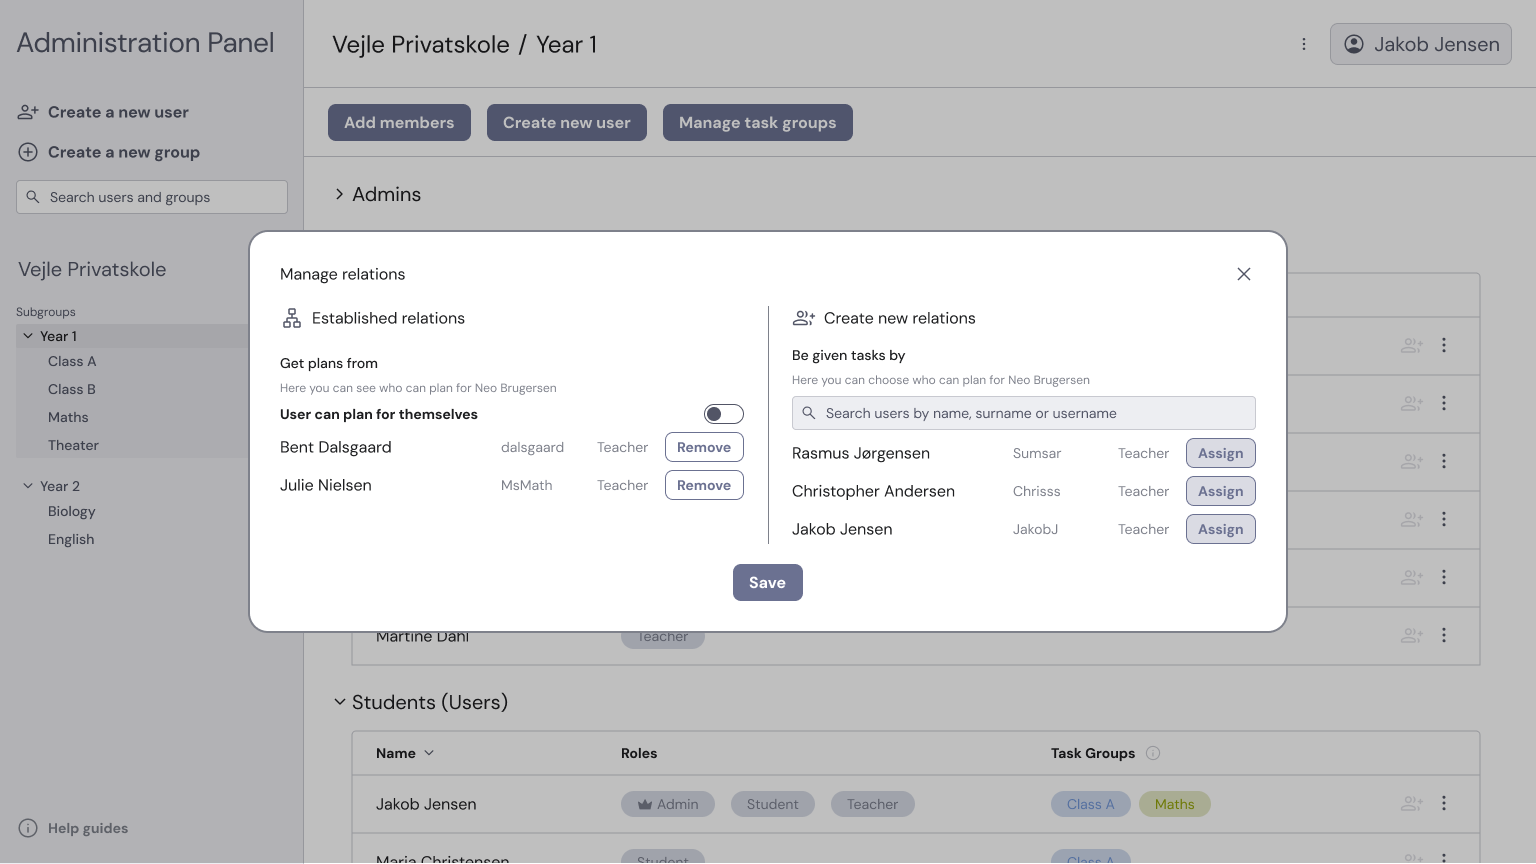 Administration Panel
Create a new user
Create a new group
Search users and groups
Vejle Privatskole
Subgroups
Year 1
Class A
Class B
Maths
Theater
Year 2
Biology
English
Help guides
Vejle Privatskole / Year 1
Jakob Jensen
Add members
Create new user
Manage task groups
Admins
Manage relations
Established relations
Get plans from
Here you can see who can plan for Neo Brugersen
User can plan for themselves
Bent Dalsgaard dalsgaard Teacher Remove
Julie Nielsen MsMath Teacher Remove
Create new relations
Be given tasks by
Here you can choose who can plan for Neo Brugersen
Search users by name, surname or username
Rasmus Jørgensen Sumsar Teacher Assign
Christopher Andersen Chrisss Teacher Assign
Jakob Jensen JakobJ Teacher Assign
Save
Martine Dahl Teacher
Students (Users)
Name Roles Task Groups
Jakob Jensen Admin Student Teacher Class A Maths
Maria Christensen Student Class A